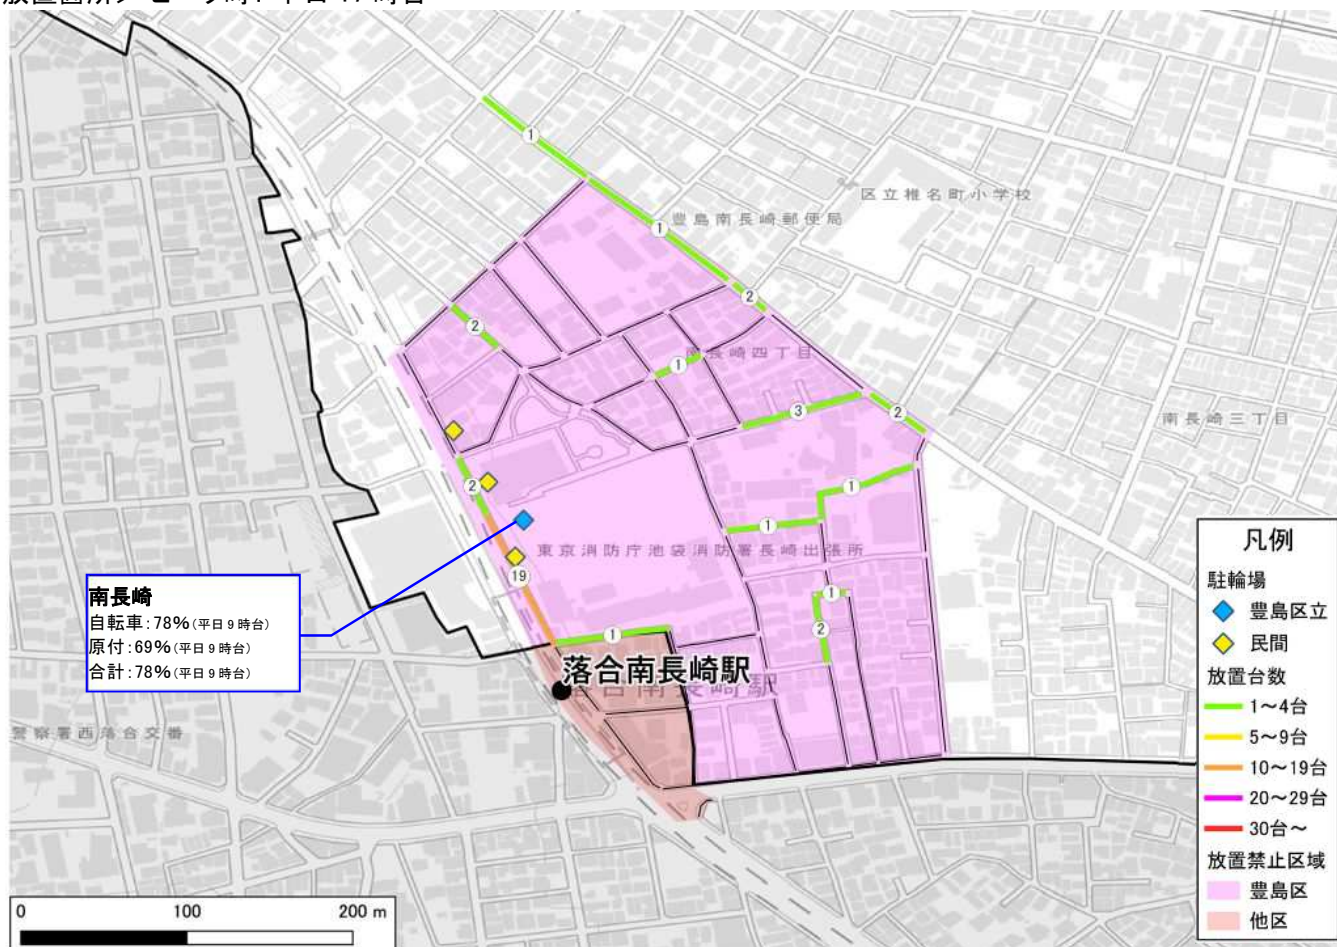 区立椎名町小学校
豊島南長崎郵便局
1
1
2
2
南長崎四丁目
1
3
2
南長崎三丁目
2
1
1
東京消防庁池袋消防署長崎出張所
19
1
2
1
南長崎
自転車:78%(平日9時台)
原付:69%(平日9時台)
合計:78%(平日9時台)
落合南長崎駅
落合南長崎駅
警察署西落合交番
凡例
駐輪場
豊島区立
民間
放置台数
1～4台
5～9台
10～19台
20～29台
30台～
放置禁止区域
豊島区
他区
0 100 200 m